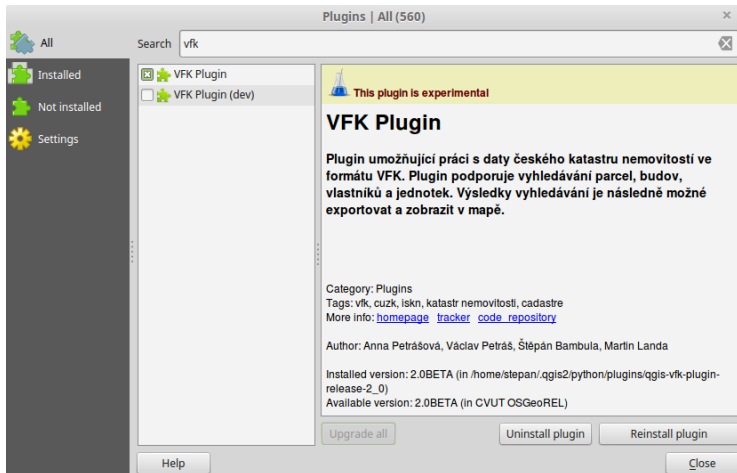 Plugins | All (560)
All
Search vfk
Installed
Not installed
Settings
VFK Plugin
VFK Plugin (dev)
This plugin is experimental
VFK Plugin
Plugin umožňující práci s daty českého katastru nemovitostí ve
formátu VFK. Plugin podporuje vyhledávání parcel, budov,
vlastníků a jednotek. Výsledky vyhledávání je následně možné
exportovat a zobrazit v mapě.
Category: Plugins
Tags: vfk, cuzk, iskn, katastr nemovitosti, cadastre
More info: homepage tracker code repository
Author: Anna Petrášová, Václav Petráš, Štěpán Bambula, Martin Landa
Installed version: 2.0BETA (in /home/stepan/.qgis2/python/plugins/qgis-vfk-plugin-
release-2_0)
Available version: 2.0BETA (in CVUT OSGeoREL)
Upgrade all Uninstall plugin Reinstall plugin
Help Close